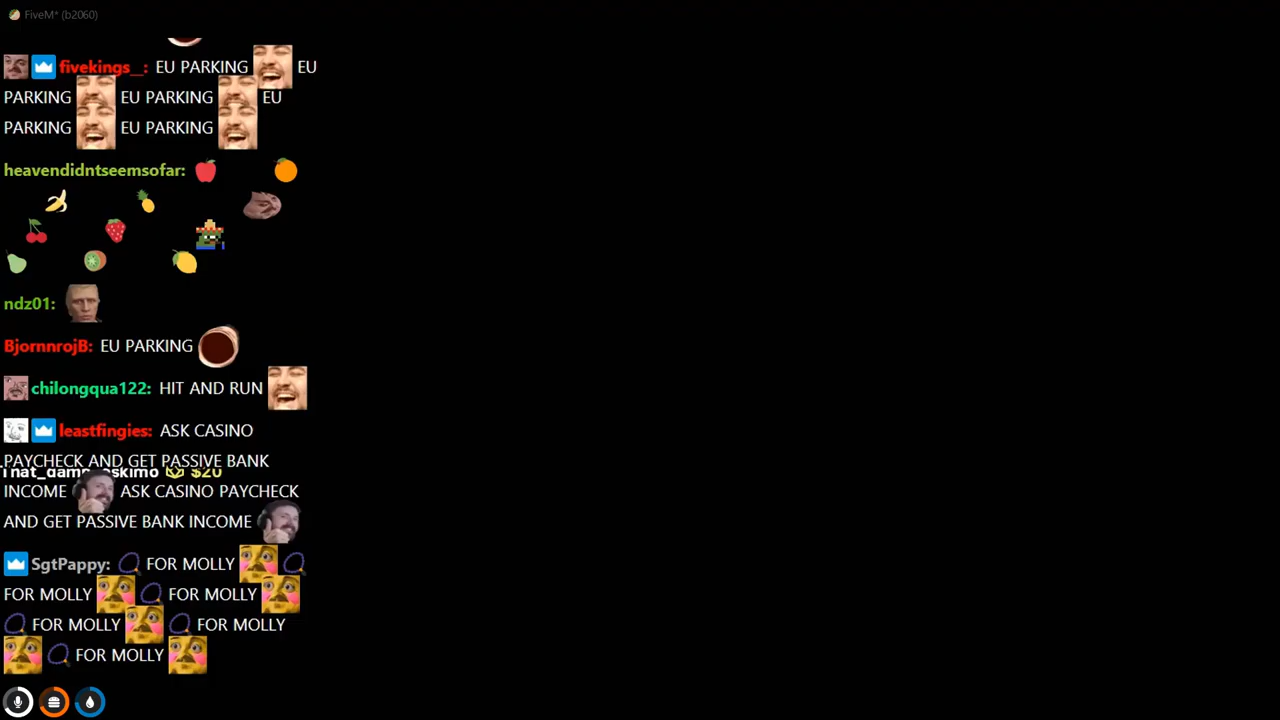 FiveM* (b2060)
fivekings__: EU PARKING EU
PARKING EU PARKING EU
PARKING EU PARKING
heavendidntseemsofar:
ndz01:
BjornnrojB: EU PARKING
chilongqua122: HIT AND RUN
leastfingies: ASK CASINO
PAYCHECK AND GET PASSIVE BANK
$20
INCOME ASK CASINO PAYCHECK
AND GET PASSIVE BANK INCOME
SgtPappy: FOR MOLLY
FOR MOLLY FOR MOLLY
FOR MOLLY FOR MOLLY
FOR MOLLY